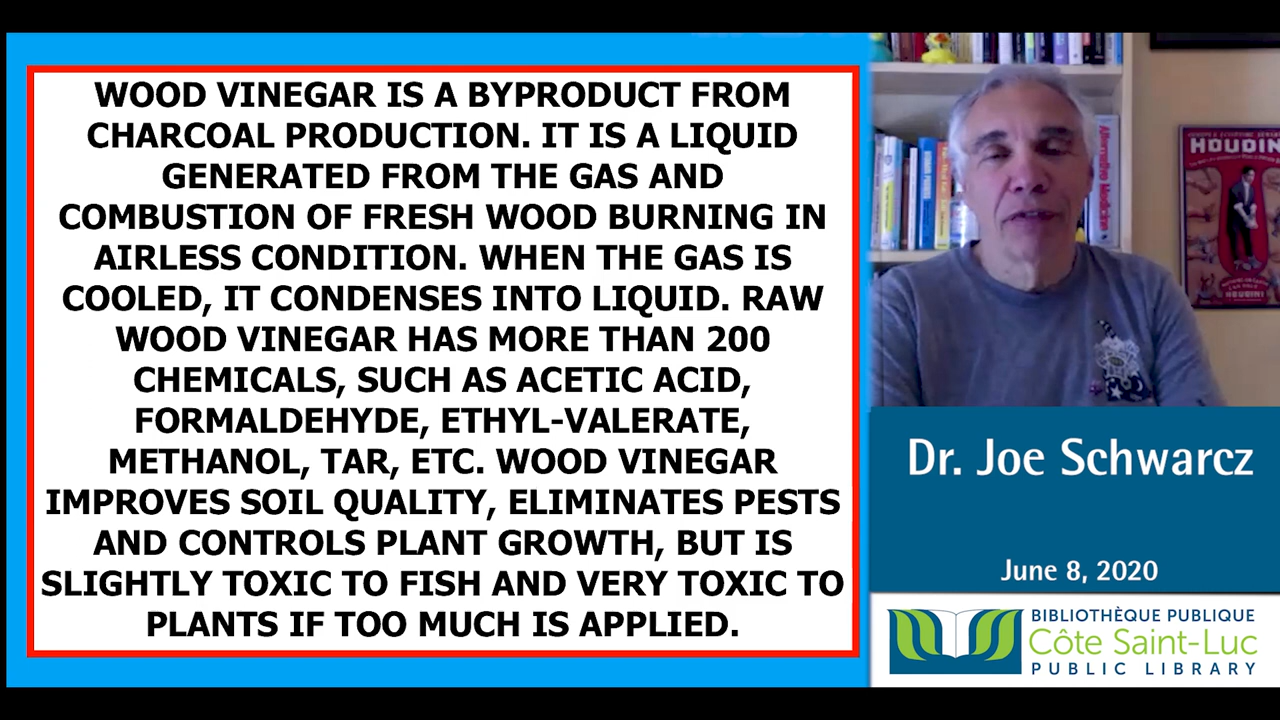 WOOD VINEGAR IS A BYPRODUCT FROM
CHARCOAL PRODUCTION. IT IS A LIQUID
GENERATED FROM THE GAS AND
COMBUSTION OF FRESH WOOD BURNING IN
AIRLESS CONDITION. WHEN THE GAS IS
COOLED, IT CONDENSES INTO LIQUID. RAW
WOOD VINEGAR HAS MORE THAN 200
CHEMICALS, SUCH AS ACETIC ACID,
FORMALDEHYDE, ETHYL-VALERATE,
METHANOL, TAR, ETC. WOOD VINEGAR
IMPROVES SOIL QUALITY, ELIMINATES PESTS
AND CONTROLS PLANT GROWTH, BUT IS
SLIGHTLY TOXIC TO FISH AND VERY TOXIC TO
PLANTS IF TOO MUCH IS APPLIED.
Alternative Medicine
HOUDINI
HOUDINI
Dr. Joe Schwarcz
June 8, 2020
BIBLIOTHÈQUE PUBLIQUE
Côte Saint-Luc
PUBLIC LIBRARY